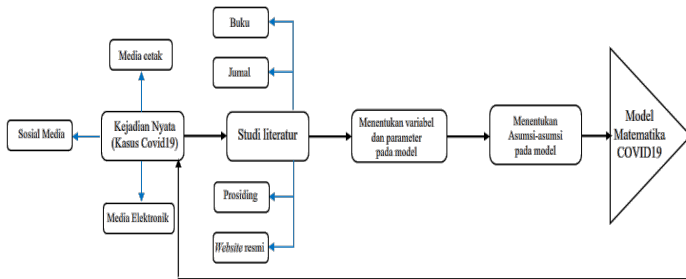 Buku
Media cetak
Jurnal
Sosial Media
Kejadian Nyata
(Kasus Covid19)
Studi literatur
Menentukan variabel
dan parameter
pada model
Menentukan
Asumsi-asumsi
pada model
Model
Matematika
COVID19
Prosiding
Media Elektronik
Website resmi